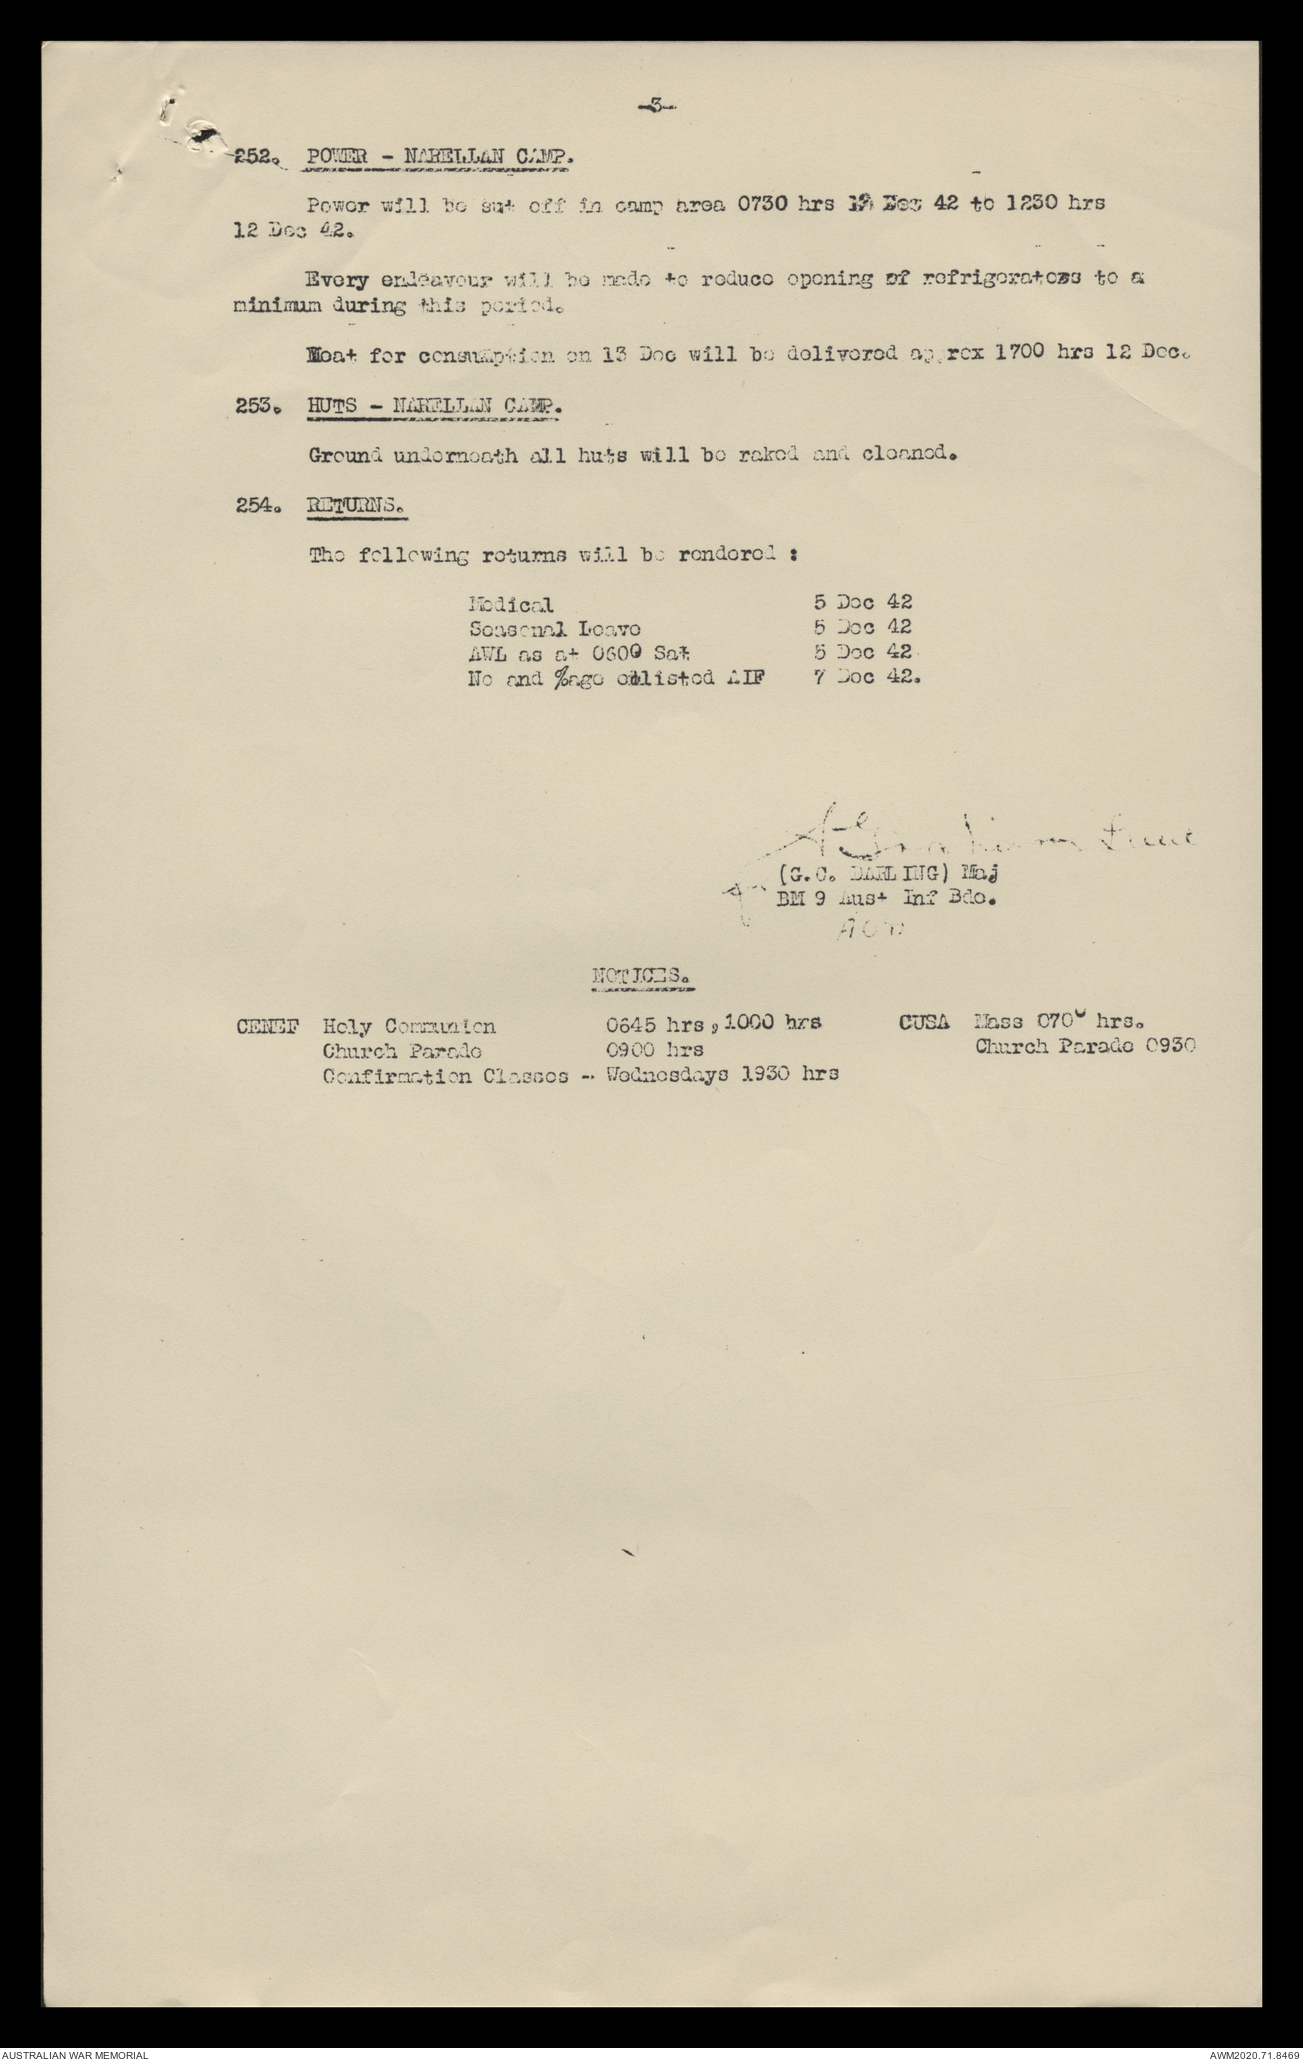 -3-
252. POWER - NARELLAN CAMP.
Power will be sut off in camp area 0730 hrs 12 Dec 42 to 1230 hrs
12 Dec 42.
Every endeavour will be made to reduce opening of refrigerators to a
minimum during this period.
Meat for consumption on 13 Dec will be delivered approx 1700 hrs 12 Dec.
253. HUTS - NARELLAN CAMP.
Ground underneath all huts will be raked and cleaned.
254. RETURNS.
The following returns will be rendered :
Medical 5 Dec 42
Seasonal Leave 5 Dec 42
AWL as at 0600 Sat 5 Dec 42
No and %age enlisted AIF 7 Dec 42.
Lieut
(G.C. DARLING) Maj
BM 9 Aust Inf Bde.
NOTICES.
CENEF Holy Communion 0645 hrs, 1000 hrs CUSA Mass 0700 hrs.
Church Parade 0900 hrs Church Parade 0930
Confirmation Classes - Wednesdays 1930 hrs
AUSTRALIAN WAR MEMORIAL AWM2020.71.8469